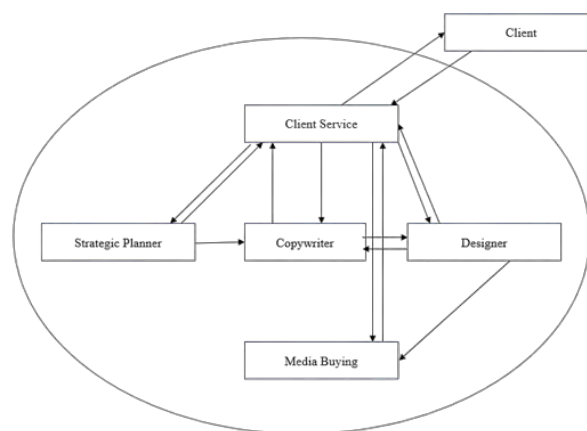 Client
Client Service
Strategic Planner
Copywriter
Designer
Media Buying